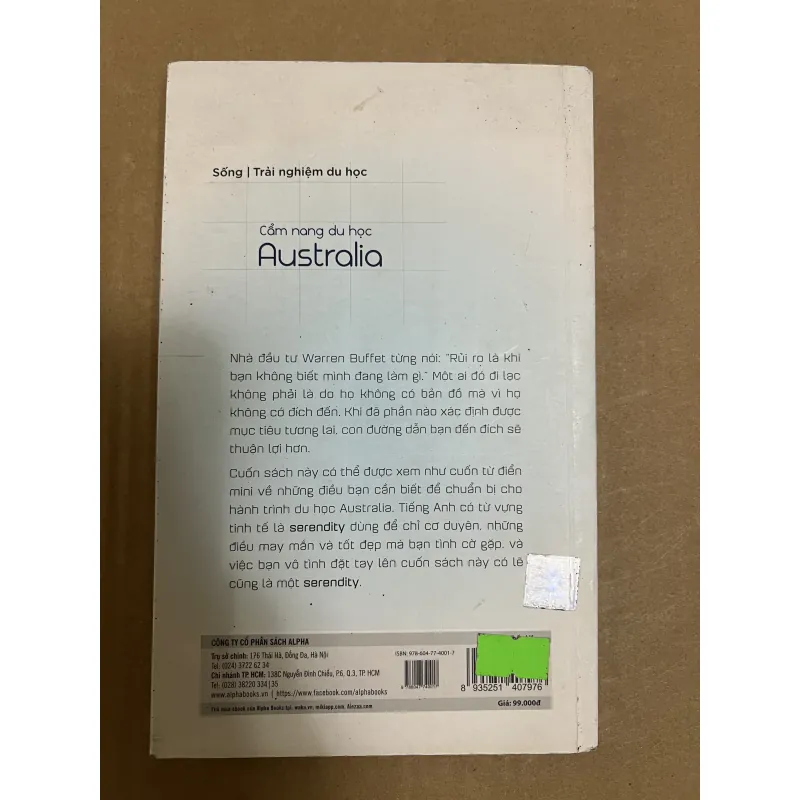 Sống | Trải nghiệm du học
Cẩm nang du học
Australia
Nhà đầu tư Warren Buffet từng nói: "Rủi ro là khi
bạn không biết mình đang làm gì." Một ai đó đi lạc
không phải là do họ không có bản đồ mà vì họ
không có đích đến. Khi đã phần nào xác định được
mục tiêu tương lai, con đường dẫn bạn đến đích sẽ
thuận lợi hơn.
Cuốn sách này có thể được xem như cuốn từ điển
mini về những điều bạn cần biết để chuẩn bị cho
hành trình du học Australia. Tiếng Anh có từ vựng
tinh tế là serendity dùng để chỉ cơ duyên, những
điều may mắn và tốt đẹp mà bạn tình cờ gặp, và
việc bạn vô tình đặt tay lên cuốn sách này có lẽ
cũng là một serendity.
CÔNG TY CỔ PHẦN SÁCH ALPHA
Trụ sở chính: 176 Thái Hà, Đống Đa, Hà Nội
Tel: (024) 3722 62 34
Chi nhánh TP. HCM: 138C Nguyễn Đình Chiểu, P.6, Q.3, TP. HCM
Tel: (028) 38220 334 | 35
www.alphabooks.vn | https://www.facebook.com/alphabooks
ISBN: 978-604-77-4001-7
8 935251 407976
Giá: 99.000đ